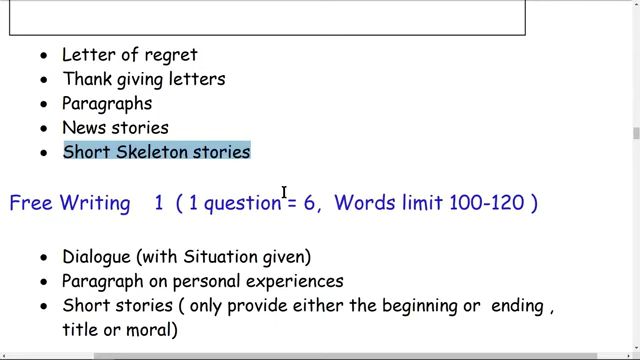 • Letter of regret
• Thank giving letters
• Paragraphs
• News stories
• Short Skeleton stories
Free Writing 1 ( 1 question = 6, Words limit 100-120 )
• Dialogue (with Situation given)
• Paragraph on personal experiences
• Short stories ( only provide either the beginning or ending ,
title or moral)